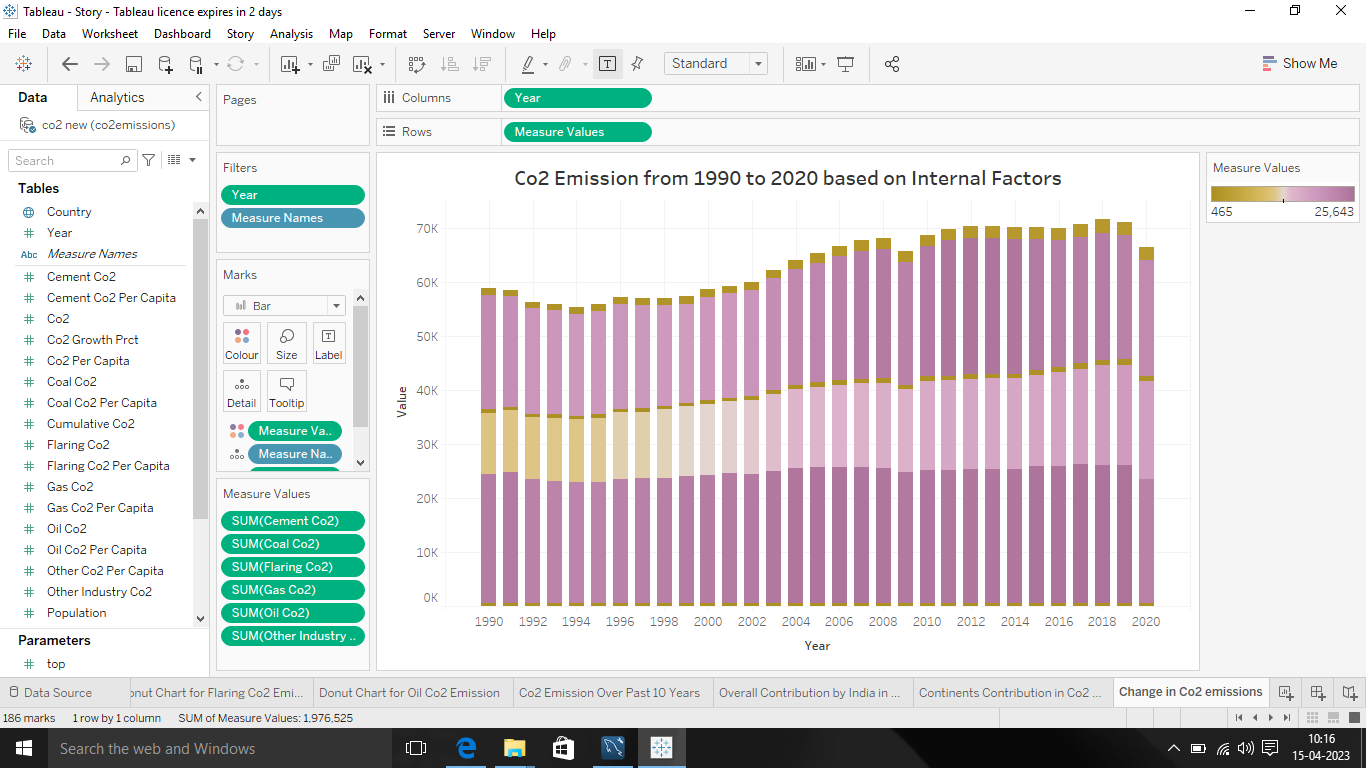 Tableau - Story - Tableau licence expires in 2 days
File Data Worksheet Dashboard Story Analysis Map Format Server Window Help
Standard
Show Me
Data Analytics
co2 new (co2emissions)
Search
Tables
Country
Year
Abc Measure Names
Cement Co2
Cement Co2 Per Capita
Co2
Co2 Growth Prct
Co2 Per Capita
Coal Co2
Coal Co2 Per Capita
Cumulative Co2
Flaring Co2
Flaring Co2 Per Capita
Gas Co2
Gas Co2 Per Capita
Oil Co2
Oil Co2 Per Capita
Other Co2 Per Capita
Other Industry Co2
Population
Parameters
top
Pages
Filters
Year
Measure Names
Marks
Bar
Colour Size Label
Detail Tooltip
Measure Va..
Measure Na..
Measure Values
SUM(Cement Co2)
SUM(Coal Co2)
SUM(Flaring Co2)
SUM(Gas Co2)
SUM(Oil Co2)
SUM(Other Industry ..
Columns Year
Rows Measure Values
Co2 Emission from 1990 to 2020 based on Internal Factors
70K
60K
50K
40K
30K
20K
10K
0K
Value
1990 1992 1994 1996 1998 2000 2002 2004 2006 2008 2010 2012 2014 2016 2018 2020
Year
Measure Values
465 25,643
Data Source onut Chart for Flaring Co2 Emi... Donut Chart for Oil Co2 Emission Co2 Emission Over Past 10 Years Overall Contribution by India in ... Continents Contribution in Co2 ... Change in Co2 emissions
186 marks 1 row by 1 column SUM of Measure Values: 1,976,525
Search the web and Windows
10:16
15-04-2023